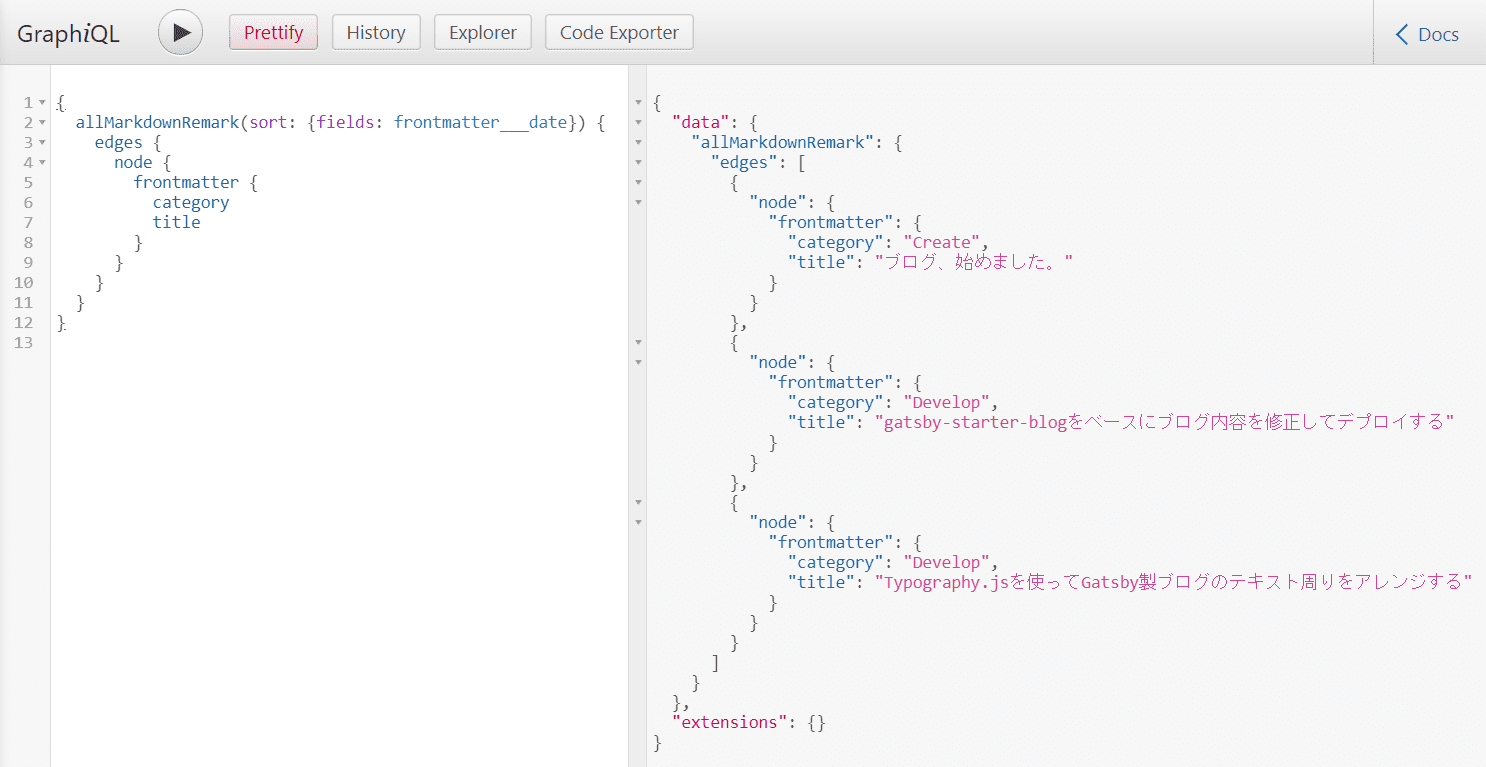 GraphiQL Prettify History Explorer Code Exporter Docs
1 {
2 allMarkdownRemark(sort: {fields: frontmatter___date}) {
3 edges {
4 node {
5 frontmatter {
6 category
7 title
8 }
9 }
10 }
11 }
12 }
13
{
"data": {
"allMarkdownRemark": {
"edges": [
{
"node": {
"frontmatter": {
"category": "Create",
"title": "ブログ、始めました。"
}
}
},
{
"node": {
"frontmatter": {
"category": "Develop",
"title": "gatsby-starter-blogをベースにブログ内容を修正してデプロイする"
}
}
},
{
"node": {
"frontmatter": {
"category": "Develop",
"title": "Typography.jsを使ってGatsby製ブログのテキスト周りをアレンジする"
}
}
}
]
}
},
"extensions": {}
}